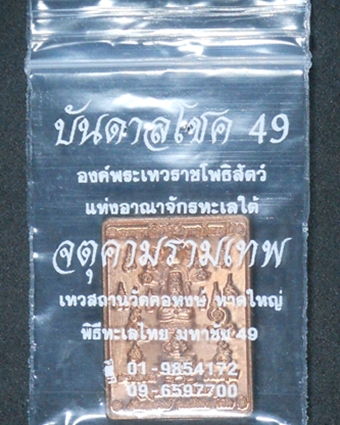 บันดาลโชค 49
องค์พระเทวราชโพธิสัตว์
แห่งอาณาจักรทะเลใต้
จตุคามรามเทพ
เทวสถานวัดคอหงษ์ หาดใหญ่
พิธีทะเลไทย มหาชัย 49
01-9854172
09-6597700